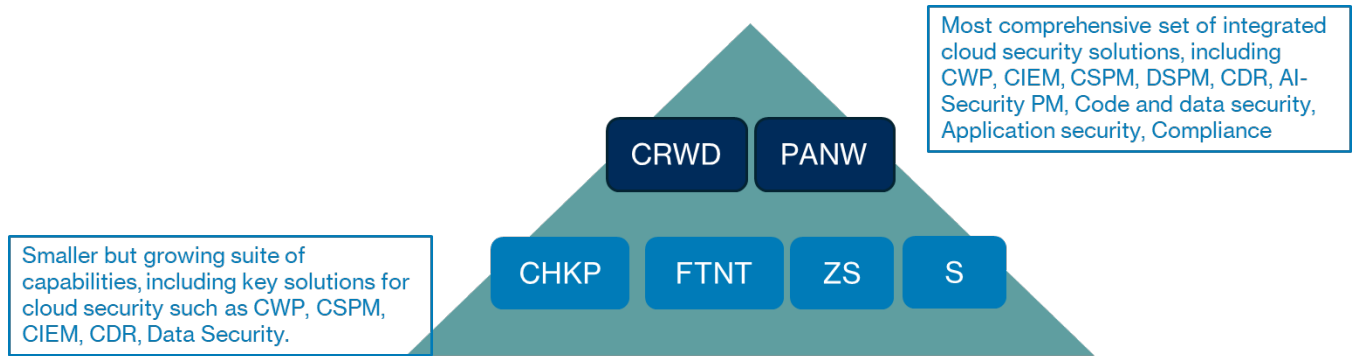 Most comprehensive set of integrated
cloud security solutions, including
CWP, CIEM, CSPM, DSPM, CDR, AI-
Security PM, Code and data security,
Application security, Compliance
CRWD
PANW
Smaller but growing suite of
capabilities, including key solutions for
cloud security such as CWP, CSPM,
CIEM, CDR, Data Security.
CHKP
FTNT
ZS
S